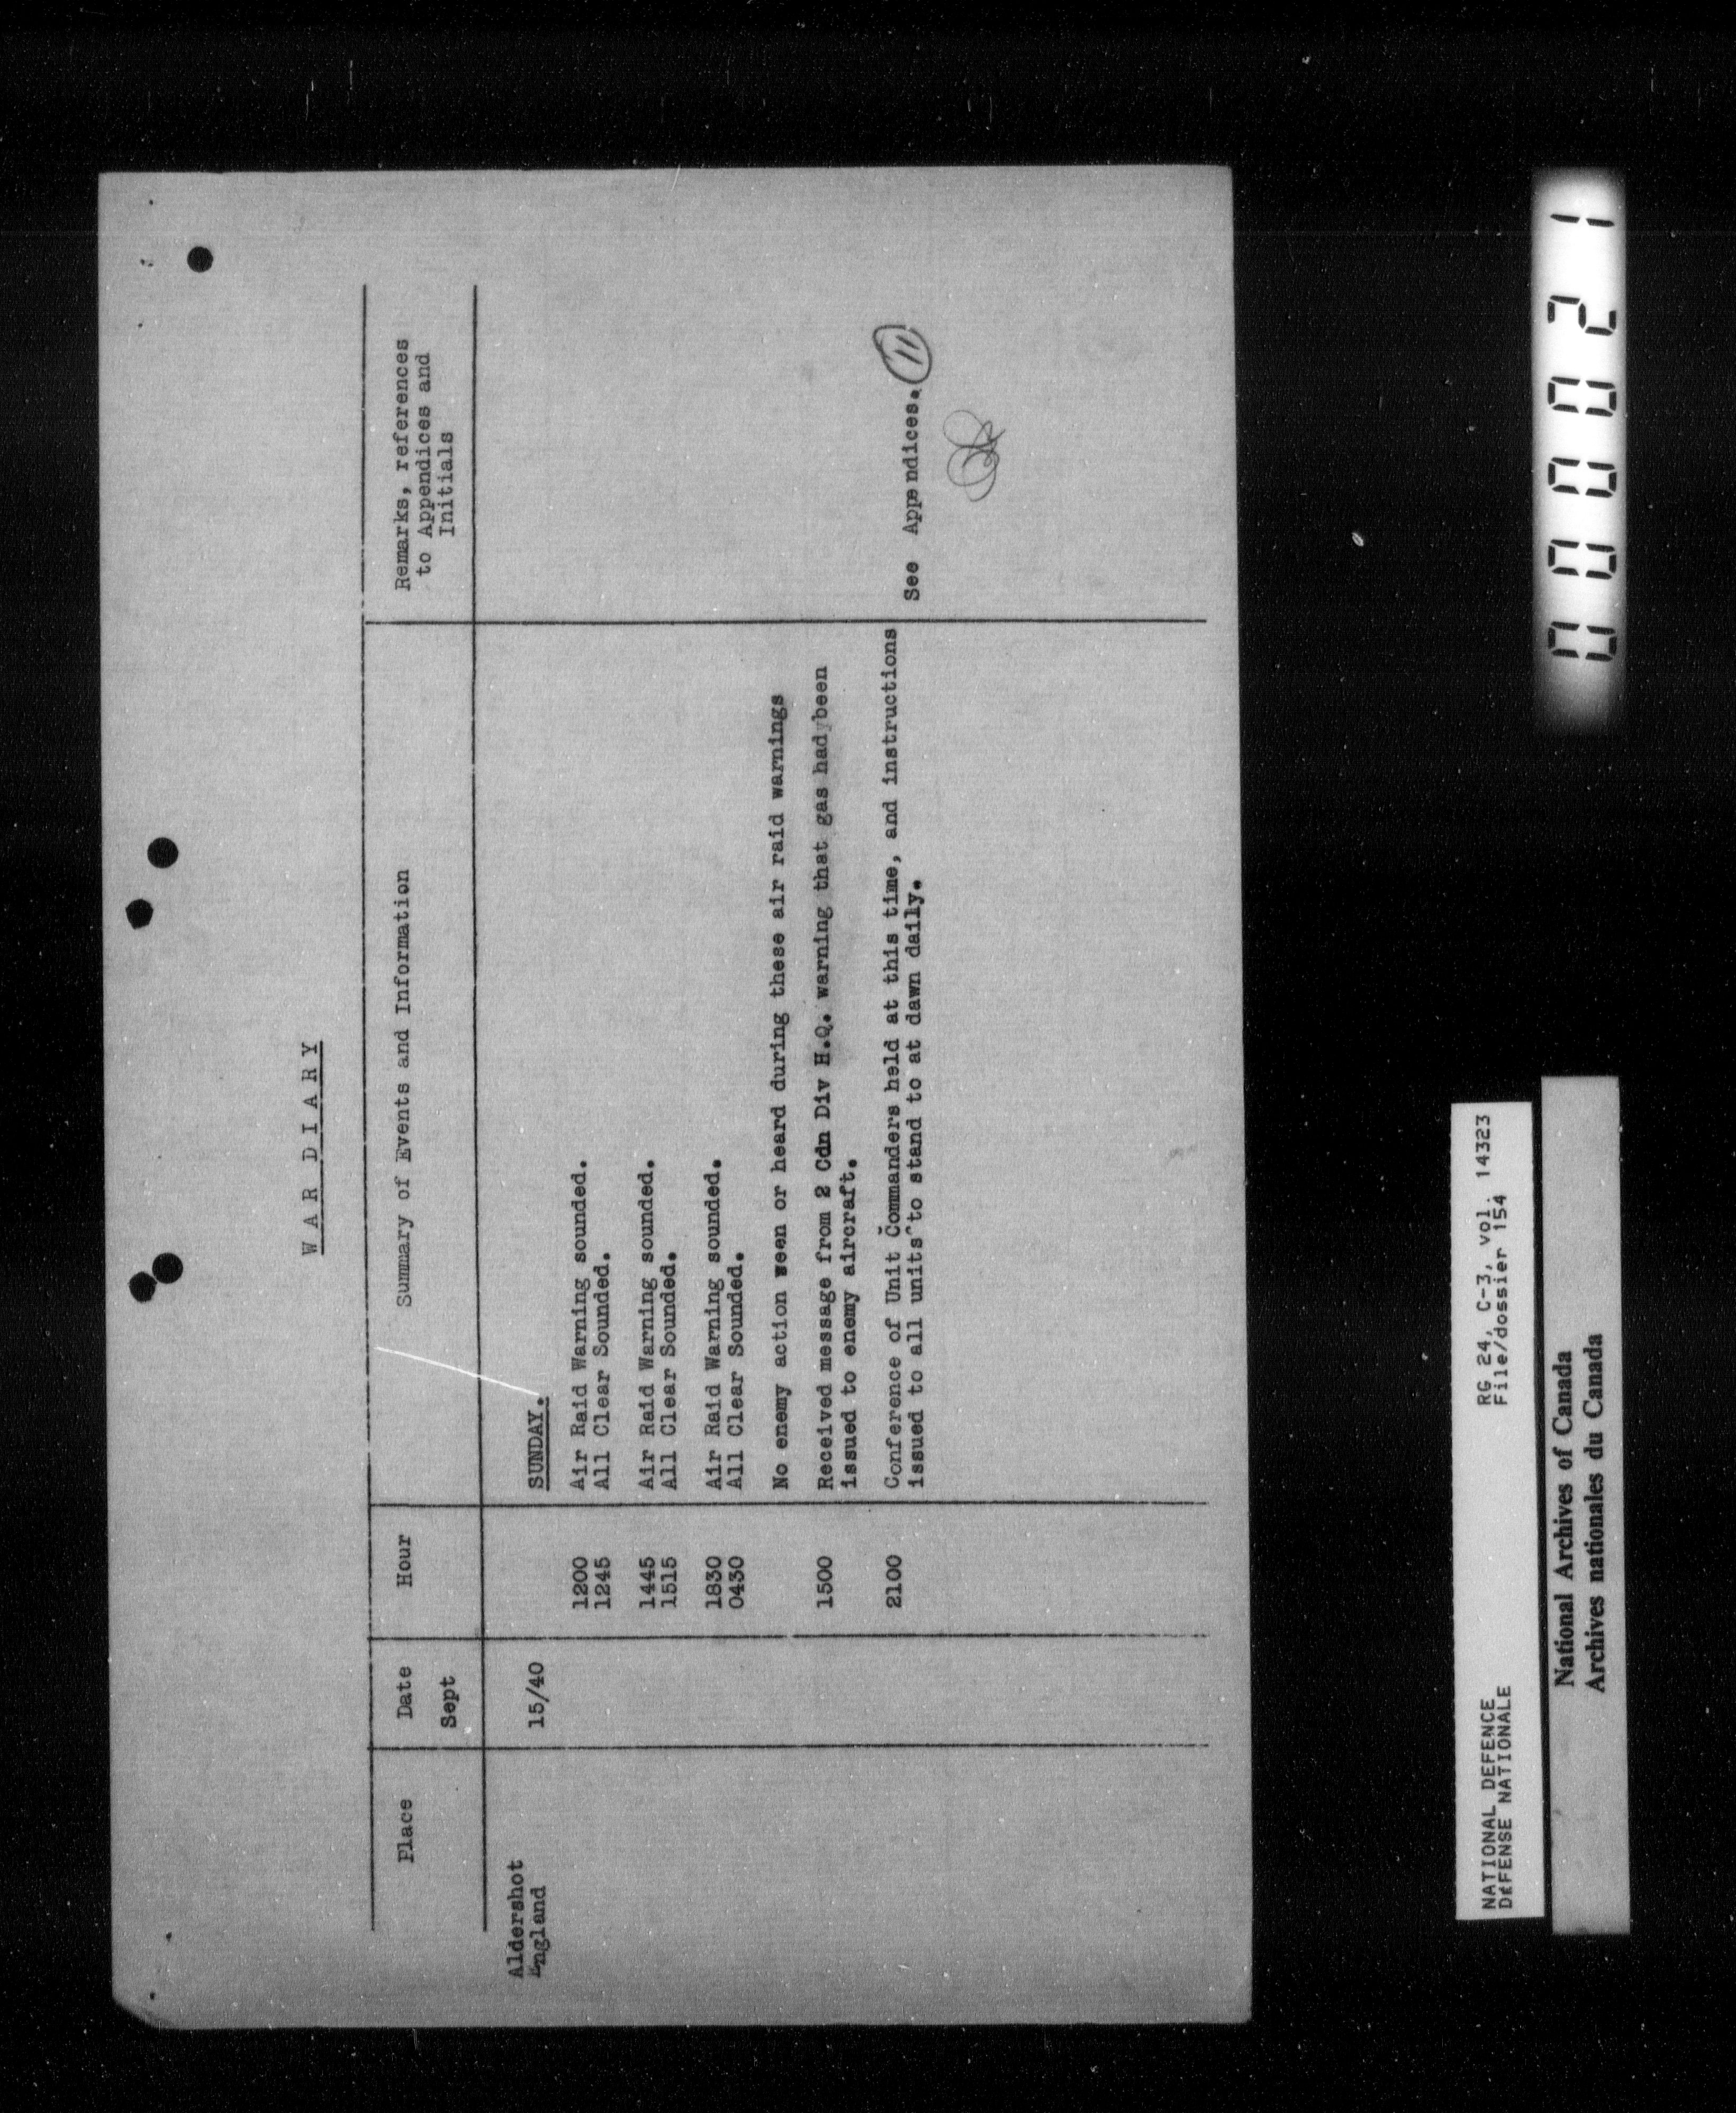 WAR DIARY
Place Date Hour Summary of Events and Information Remarks, references
to Appendices and
Initials
Sept
Aldershot
England
15/40 SUNDAY.
1200 Air Raid Warning sounded.
1245 All Clear Sounded.
1445 Air Raid Warning sounded.
1515 All Clear Sounded.
1830 Air Raid Warning sounded.
0430 All Clear Sounded.
No enemy action ween or heard during these air raid warnings
1500 Received message from 2 Cdn Div H.Q. warning that gas had been
issued to enemy aircraft.
2100 Conference of Unit Commanders held at this time, and instructions
issued to all units to stand to at dawn daily. See Appendices. 11
NATIONAL DEFENCE RG 24, C-3, vol. 14323
DéFENSE NATIONALE File/dossier 154
National Archives of Canada
Archives nationales du Canada
000021